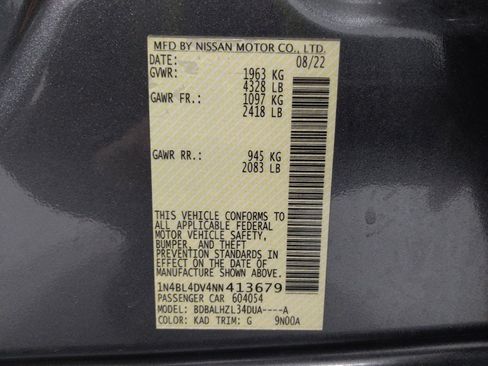 MFD BY NISSAN MOTOR CO., LTD.
DATE: 08/22
GVWR: 1963 KG
4328 LB
GAWR FR.: 1097 KG
2418 LB
GAWR RR.: 945 KG
2083 LB
THIS VEHICLE CONFORMS TO
ALL APPLICABLE FEDERAL
MOTOR VEHICLE SAFETY,
BUMPER, AND THEFT
PREVENTION STANDARDS IN
EFFECT ON THE DATE OF
MANUFACTURE SHOWN ABOVE.
1N4BL4DV4NN413679
PASSENGER CAR 604054
MODEL: BDBALHZL34DUA----A
COLOR: KAD TRIM: G 9N00A